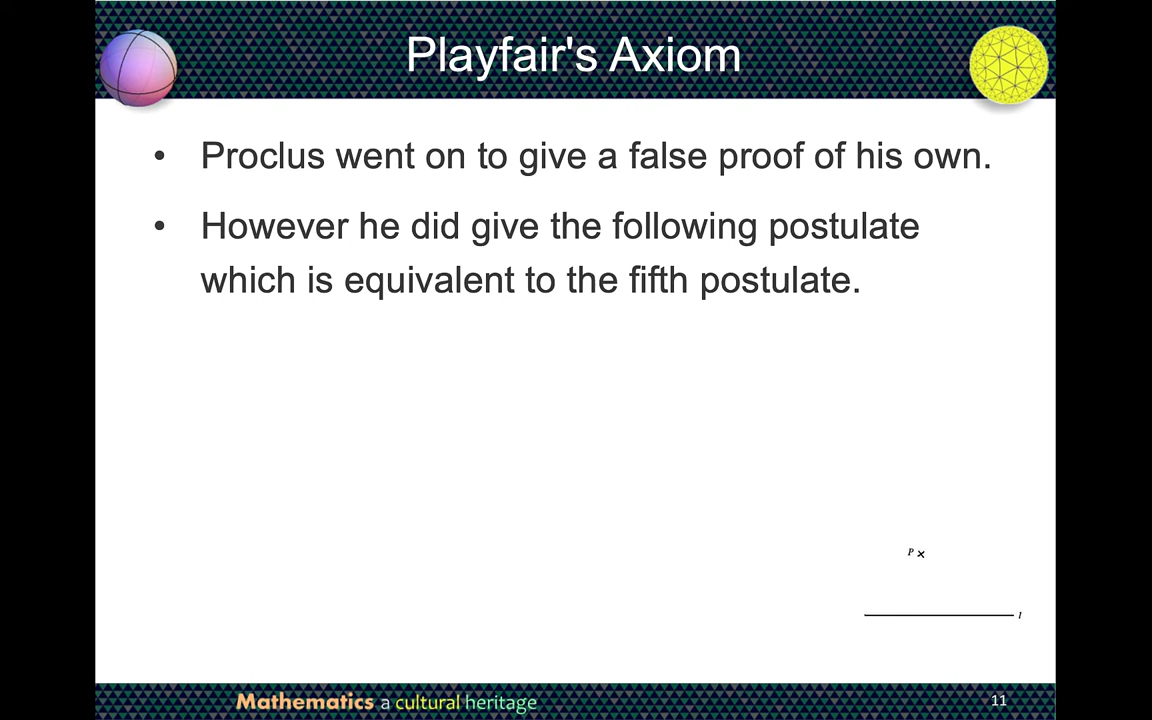 Playfair's Axiom
• Proclus went on to give a false proof of his own.
• However he did give the following postulate
which is equivalent to the fifth postulate.
P ×
l
Mathematics a cultural heritage
11